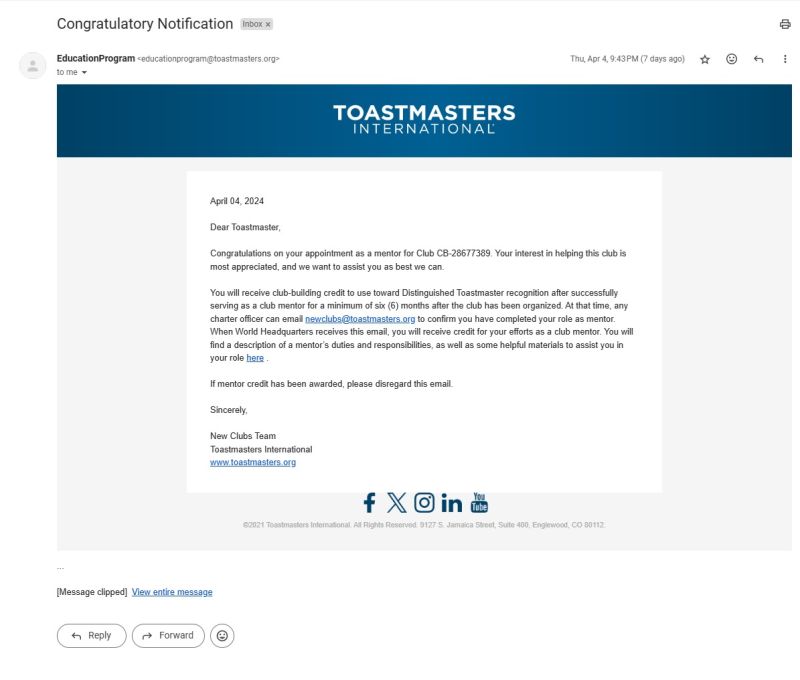 Congratulatory Notification Inbox x
EducationProgram <educationprogram@toastmasters.org> Thu, Apr 4, 9:43 PM (7 days ago)
to me
TOASTMASTERS
INTERNATIONAL
April 04, 2024
Dear Toastmaster,
Congratulations on your appointment as a mentor for Club CB-28677389. Your interest in helping this club is
most appreciated, and we want to assist you as best we can.
You will receive club-building credit to use toward Distinguished Toastmaster recognition after successfully
serving as a club mentor for a minimum of six (6) months after the club has been organized. At that time, any
charter officer can email newclubs@toastmasters.org to confirm you have completed your role as mentor.
When World Headquarters receives this email, you will receive credit for your efforts as a club mentor. You will
find a description of a mentor's duties and responsibilities, as well as some helpful materials to assist you in
your role here .
If mentor credit has been awarded, please disregard this email.
Sincerely,
New Clubs Team
Toastmasters International
www.toastmasters.org
f X in You Tube
©2021 Toastmasters International. All Rights Reserved. 9127 S. Jamaica Street, Suite 400, Englewood, CO 80112.
...
[Message clipped] View entire message
Reply Forward